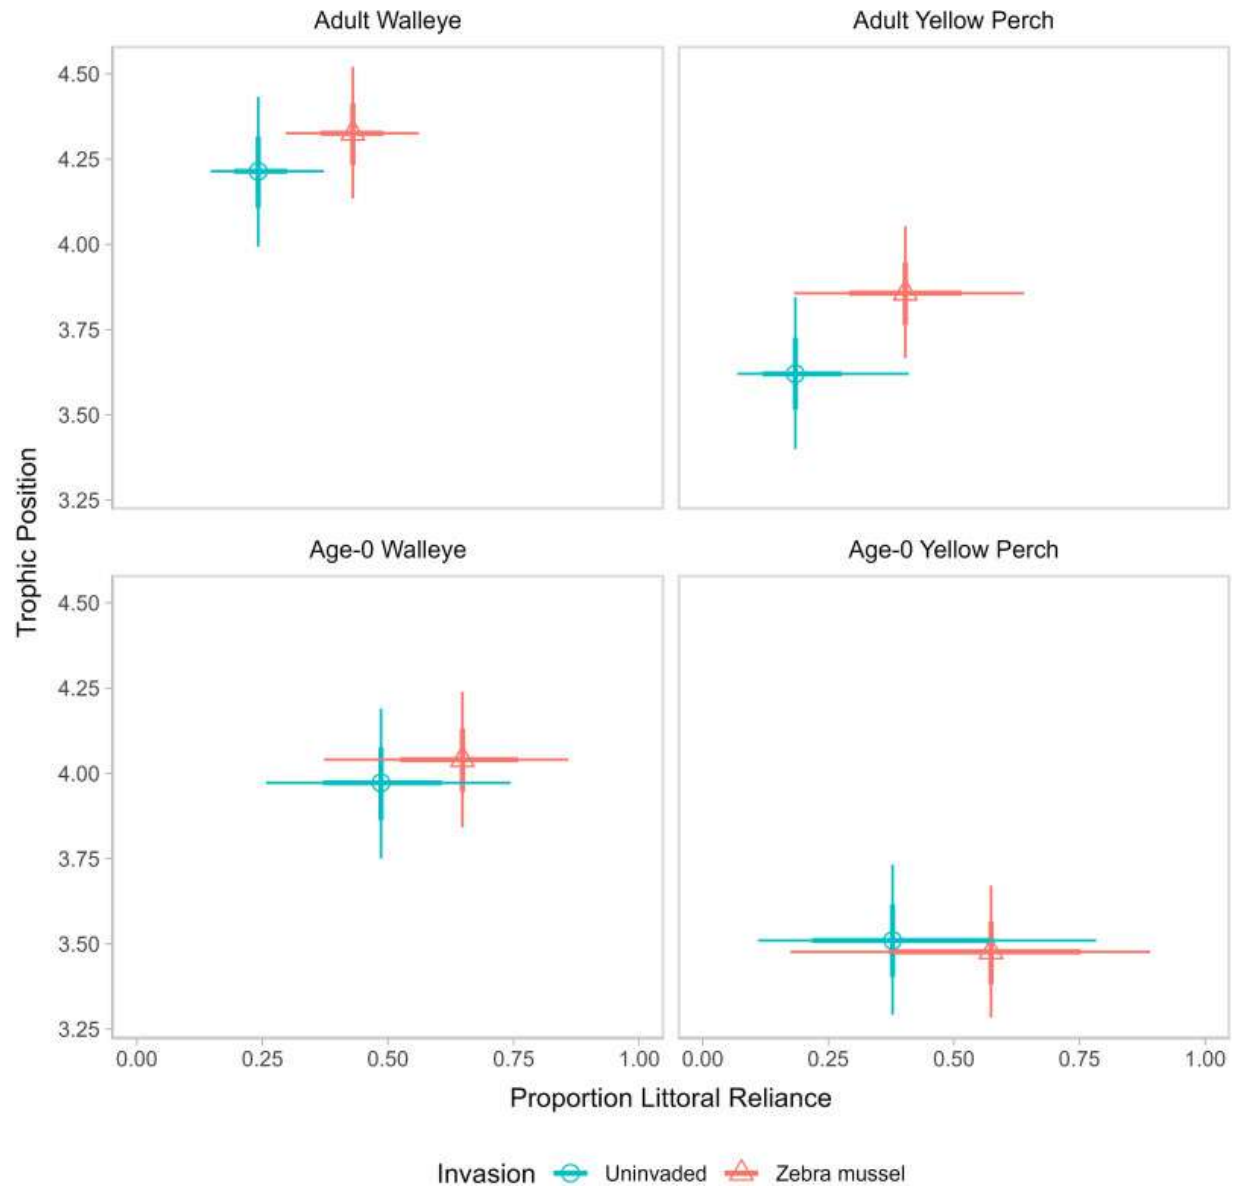 Adult Walleye
Adult Yellow Perch
4.50
4.25
4.00
3.75
3.50
3.25
Trophic Position
Age-0 Walleye
Age-0 Yellow Perch
4.50
4.25
4.00
3.75
3.50
3.25
0.00 0.25 0.50 0.75 1.00
0.00 0.25 0.50 0.75 1.00
Proportion Littoral Reliance
Invasion Uninvaded Zebra mussel